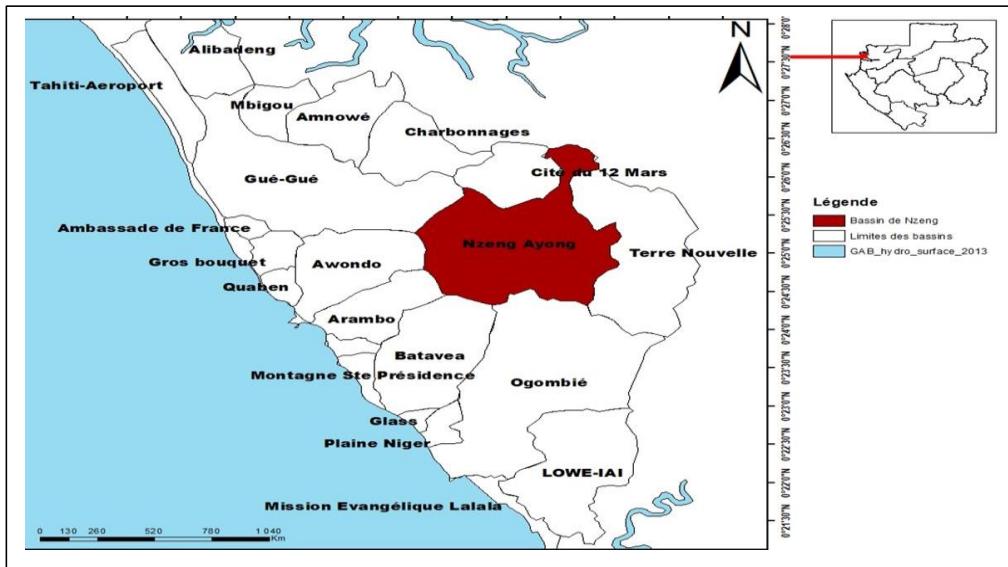 N
Alibadeng
Tahiti-Aeroport
Mbigou
Amnowé
Charbonnages
Cité du 12 Mars
Gué-Gué
Ambassade de France
Nzeng Ayong
Terre Nouvelle
Gros bouquet
Awondo
Quaben
Arambo
Batavea
Montagne Ste Présidence
Ogombié
Glass
Plaine Niger
LOWE-IAI
Mission Evangélique Lalala
0 130 260 520 780 1 040
Km
Légende
Bassin de Nzeng
Limites des bassins
GAB_hydro_surface_2013